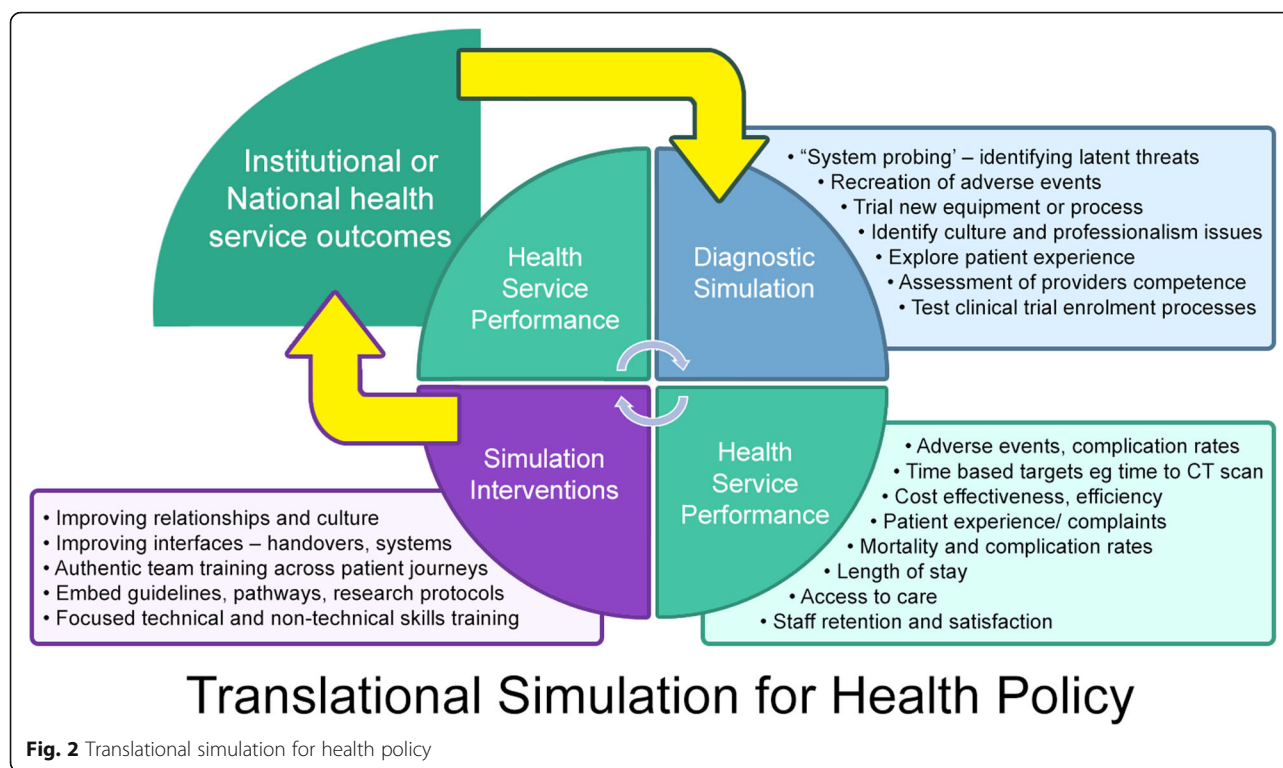 Institutional or
National health
service outcomes
Health
Service
Performance
Diagnostic
Simulation
• “System probing’ – identifying latent threats
• Recreation of adverse events
• Trial new equipment or process
• Identify culture and professionalism issues
• Explore patient experience
• Assessment of providers competence
• Test clinical trial enrolment processes
Simulation
Interventions
Health
Service
Performance
• Improving relationships and culture
• Improving interfaces – handovers, systems
• Authentic team training across patient journeys
• Embed guidelines, pathways, research protocols
• Focused technical and non-technical skills training
• Adverse events, complication rates
• Time based targets eg time to CT scan
• Cost effectiveness, efficiency
• Patient experience/ complaints
• Mortality and complication rates
• Length of stay
• Access to care
• Staff retention and satisfaction
Translational Simulation for Health Policy
Fig. 2 Translational simulation for health policy